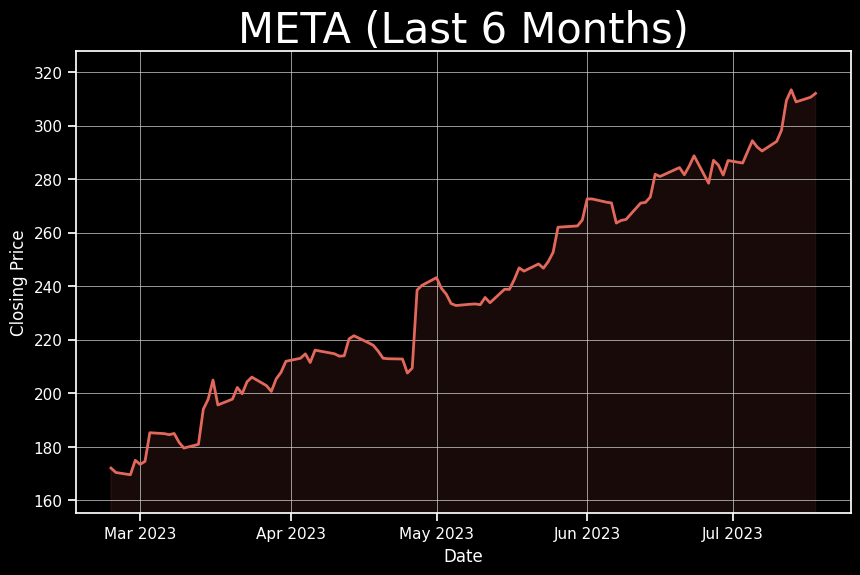 META (Last 6 Months)
320
300
280
260
240
220
200
180
160
Closing Price
Mar 2023
Apr 2023
May 2023
Jun 2023
Jul 2023
Date